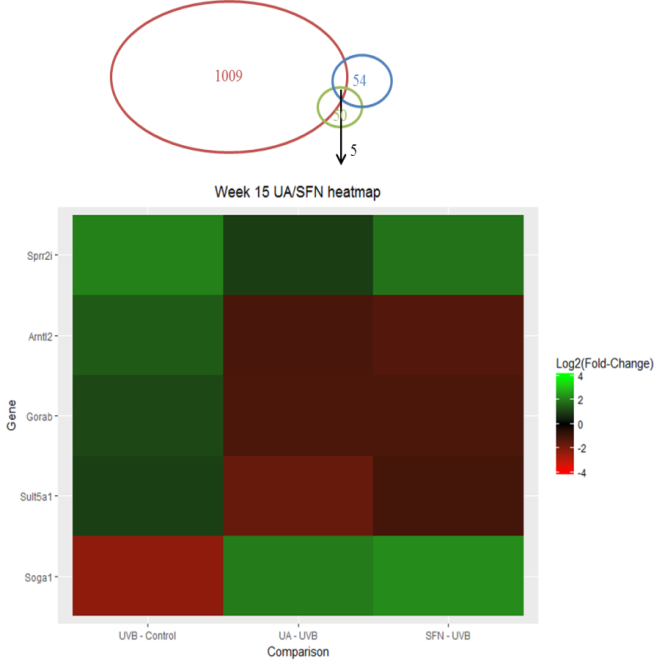 1009
54
50
5
Week 15 UA/SFN heatmap
Sprr2i
Arntl2
Gorab
Sult5a1
Soga1
Gene
Log2(Fold-Change)
4
2
0
-2
-4
UVB - Control
UA - UVB
SFN - UVB
Comparison